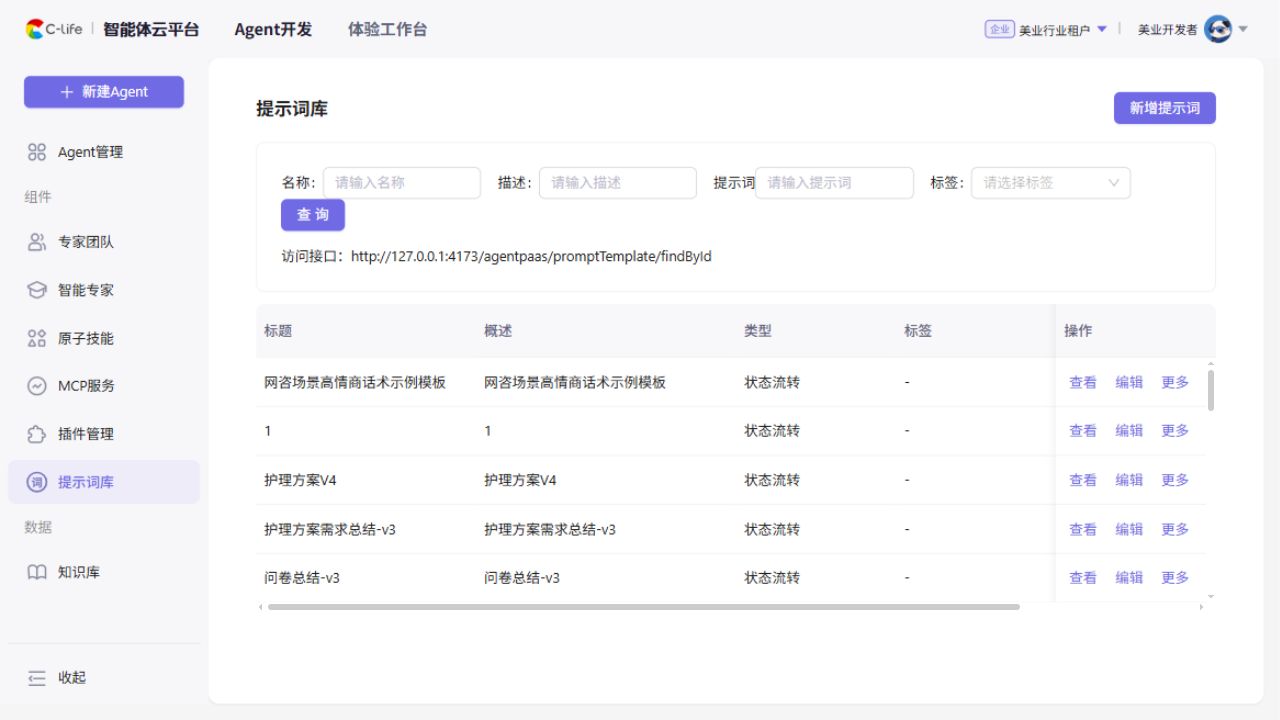 C-life 智能体云平台 Agent开发 体验工作台 企业 美业行业租户 美业开发者
新建Agent
Agent管理
组件
专家团队
智能专家
原子技能
MCP服务
插件管理
词 提示词库
数据
知识库
收起
提示词库 新增提示词
名称: 请输入名称 描述: 请输入描述 提示词 请输入提示词 标签: 请选择标签
查 询
访问接口: http://127.0.0.1:4173/agentpaas/promptTemplate/findById
标题 概述 类型 标签 操作
网咨场景高情商话术示例模板 网咨场景高情商话术示例模板 状态流转 - 查看 编辑 更多
1 1 状态流转 - 查看 编辑 更多
护理方案V4 护理方案V4 状态流转 - 查看 编辑 更多
护理方案需求总结-v3 护理方案需求总结-v3 状态流转 - 查看 编辑 更多
问卷总结-v3 问卷总结-v3 状态流转 - 查看 编辑 更多